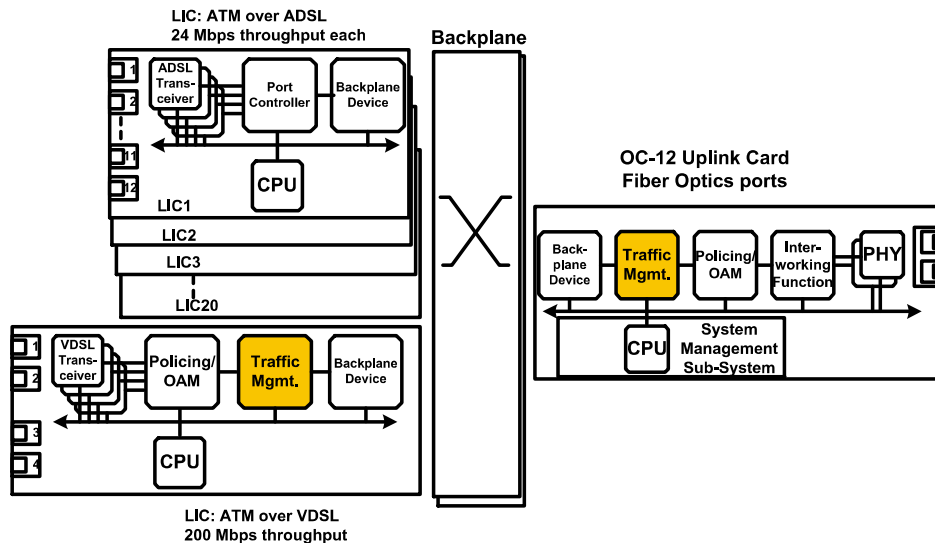 LIC: ATM over ADSL
24 Mbps throughput each
1
2
11
12
ADSL
Trans-
ceiver
Port
Controller
Backplane
Device
CPU
LIC1
LIC2
LIC3
LIC20
Backplane
1
2
3
4
VDSL
Trans-
ceiver
Policing/
OAM
Traffic
Mgmt.
Backplane
Device
CPU
LIC: ATM over VDSL
200 Mbps throughput
OC-12 Uplink Card
Fiber Optics ports
Back-
plane
Device
Traffic
Mgmt.
Policing/
OAM
Inter-
working
Function
PHY
CPU
System
Management
Sub-System